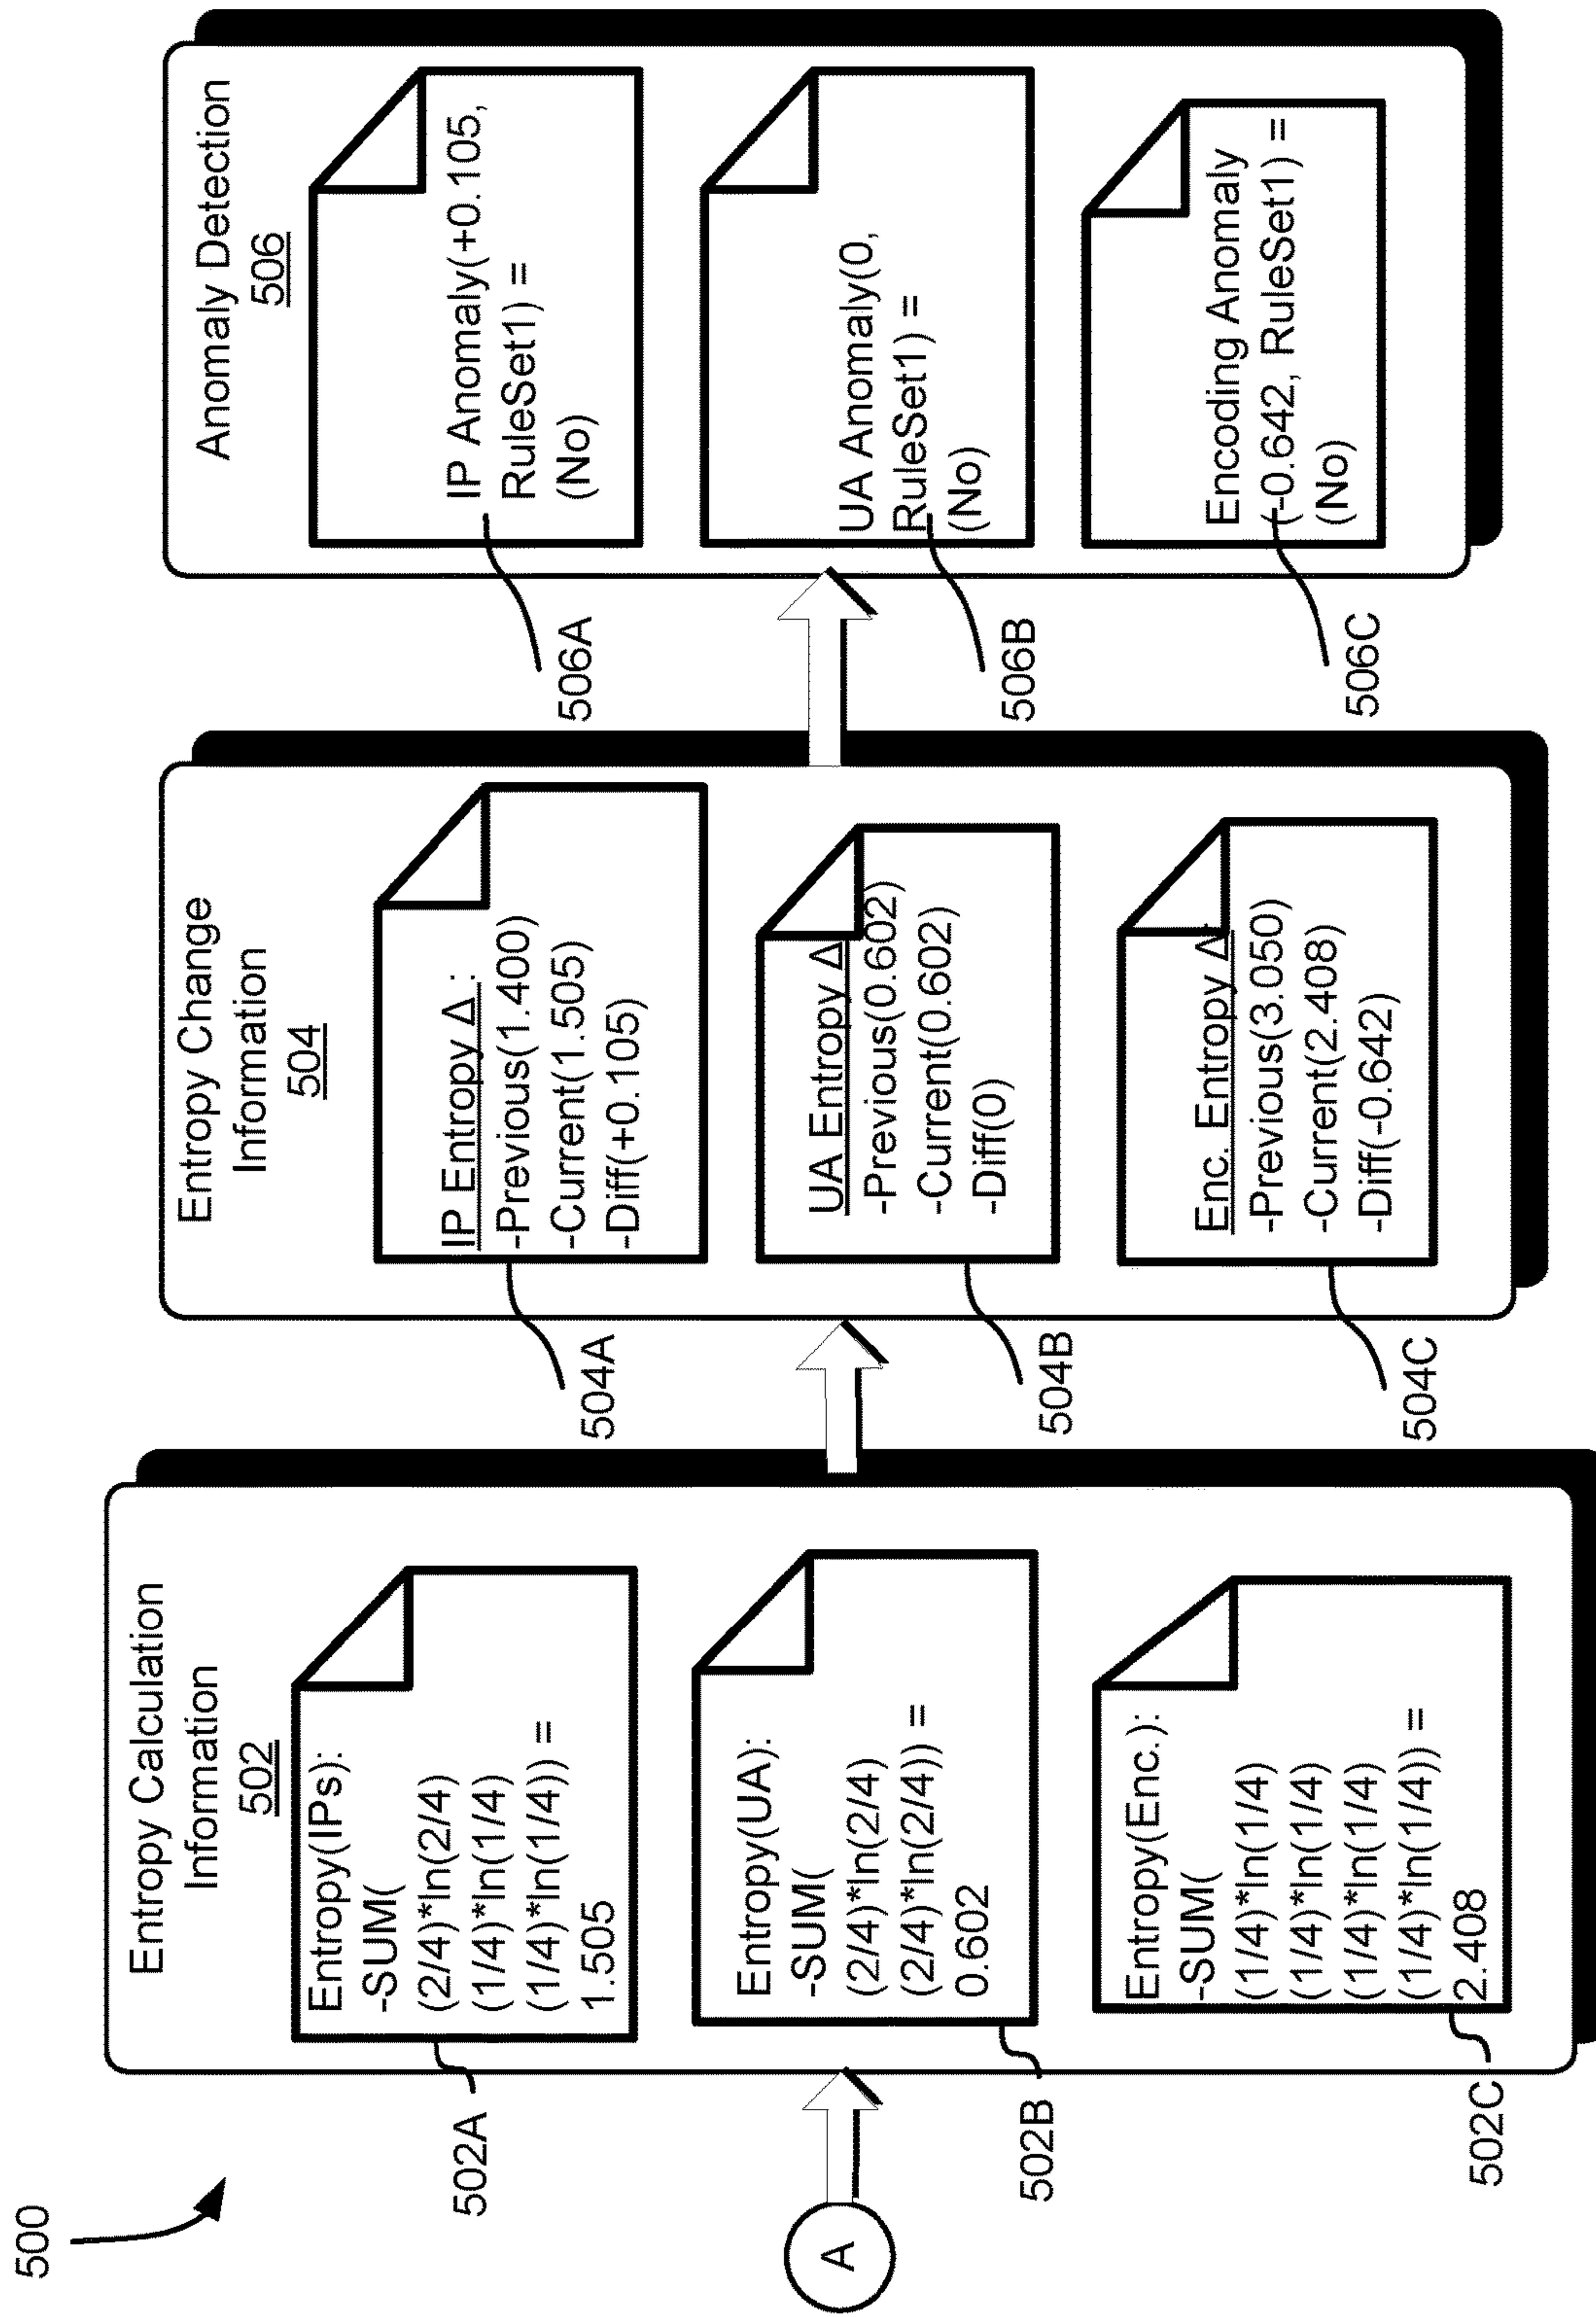 500
A
Entropy Calculation
Information
502
Entropy(IPs):
-SUM(
(2/4)*ln(2/4)
(1/4)*ln(1/4)
(1/4)*ln(1/4)) =
1.505
502A
Entropy(UA):
-SUM(
(2/4)*ln(2/4)
(2/4)*ln(2/4)) =
0.602
502B
Entropy(Enc.):
-SUM(
(1/4)*ln(1/4)
(1/4)*ln(1/4)
(1/4)*ln(1/4)
(1/4)*ln(1/4)) =
2.408
502C
Entropy Change
Information
504
IP Entropy Δ :
-Previous(1.400)
-Current(1.505)
-Diff(+0.105)
504A
UA Entropy Δ
-Previous(0.602)
-Current(0.602)
-Diff(0)
504B
Enc. Entropy Δ
-Previous(3.050)
-Current(2.408)
-Diff(-0.642)
504C
Anomaly Detection
506
IP Anomaly(+0.105,
RuleSet1) =
(No)
506A
UA Anomaly(0,
RuleSet1) =
(No)
506B
Encoding Anomaly
(-0.642, RuleSet1) =
(No)
506C